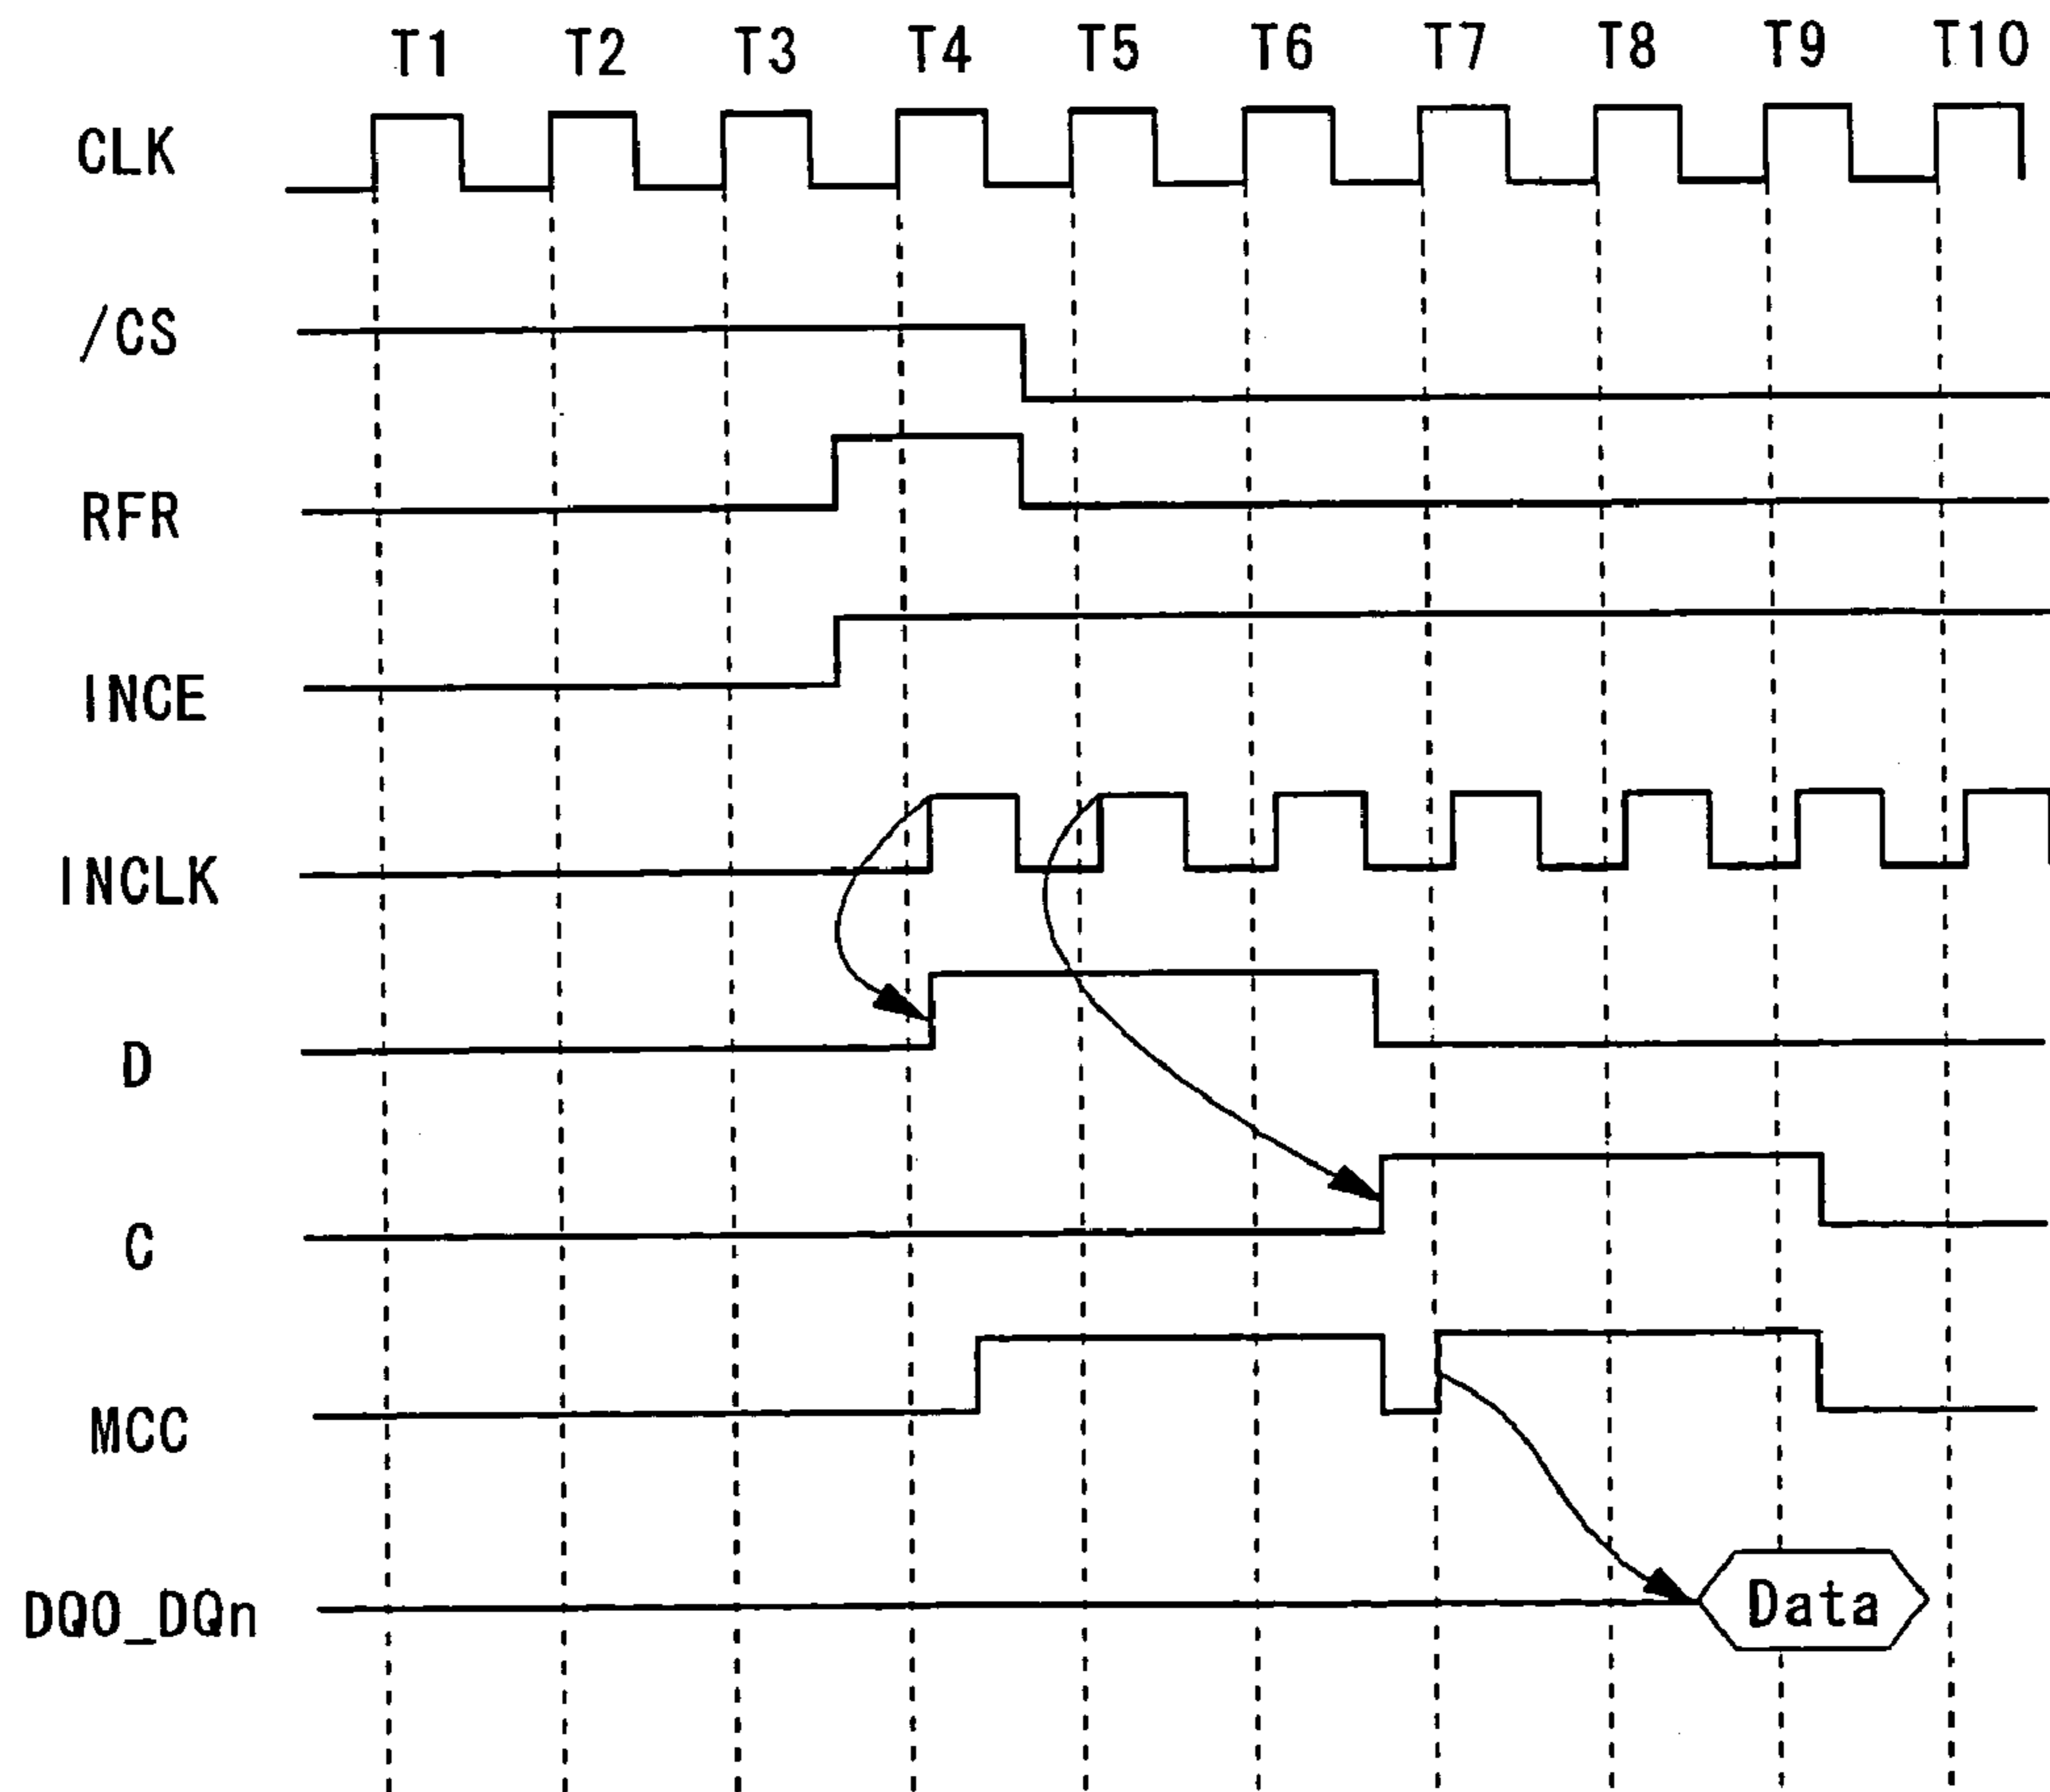 T1 T2 T3 T4 T5 T6 T7 T8 T9 T10
CLK
/CS
RFR
INCE
INCLK
D
C
MCC
DQ0_DQn Data